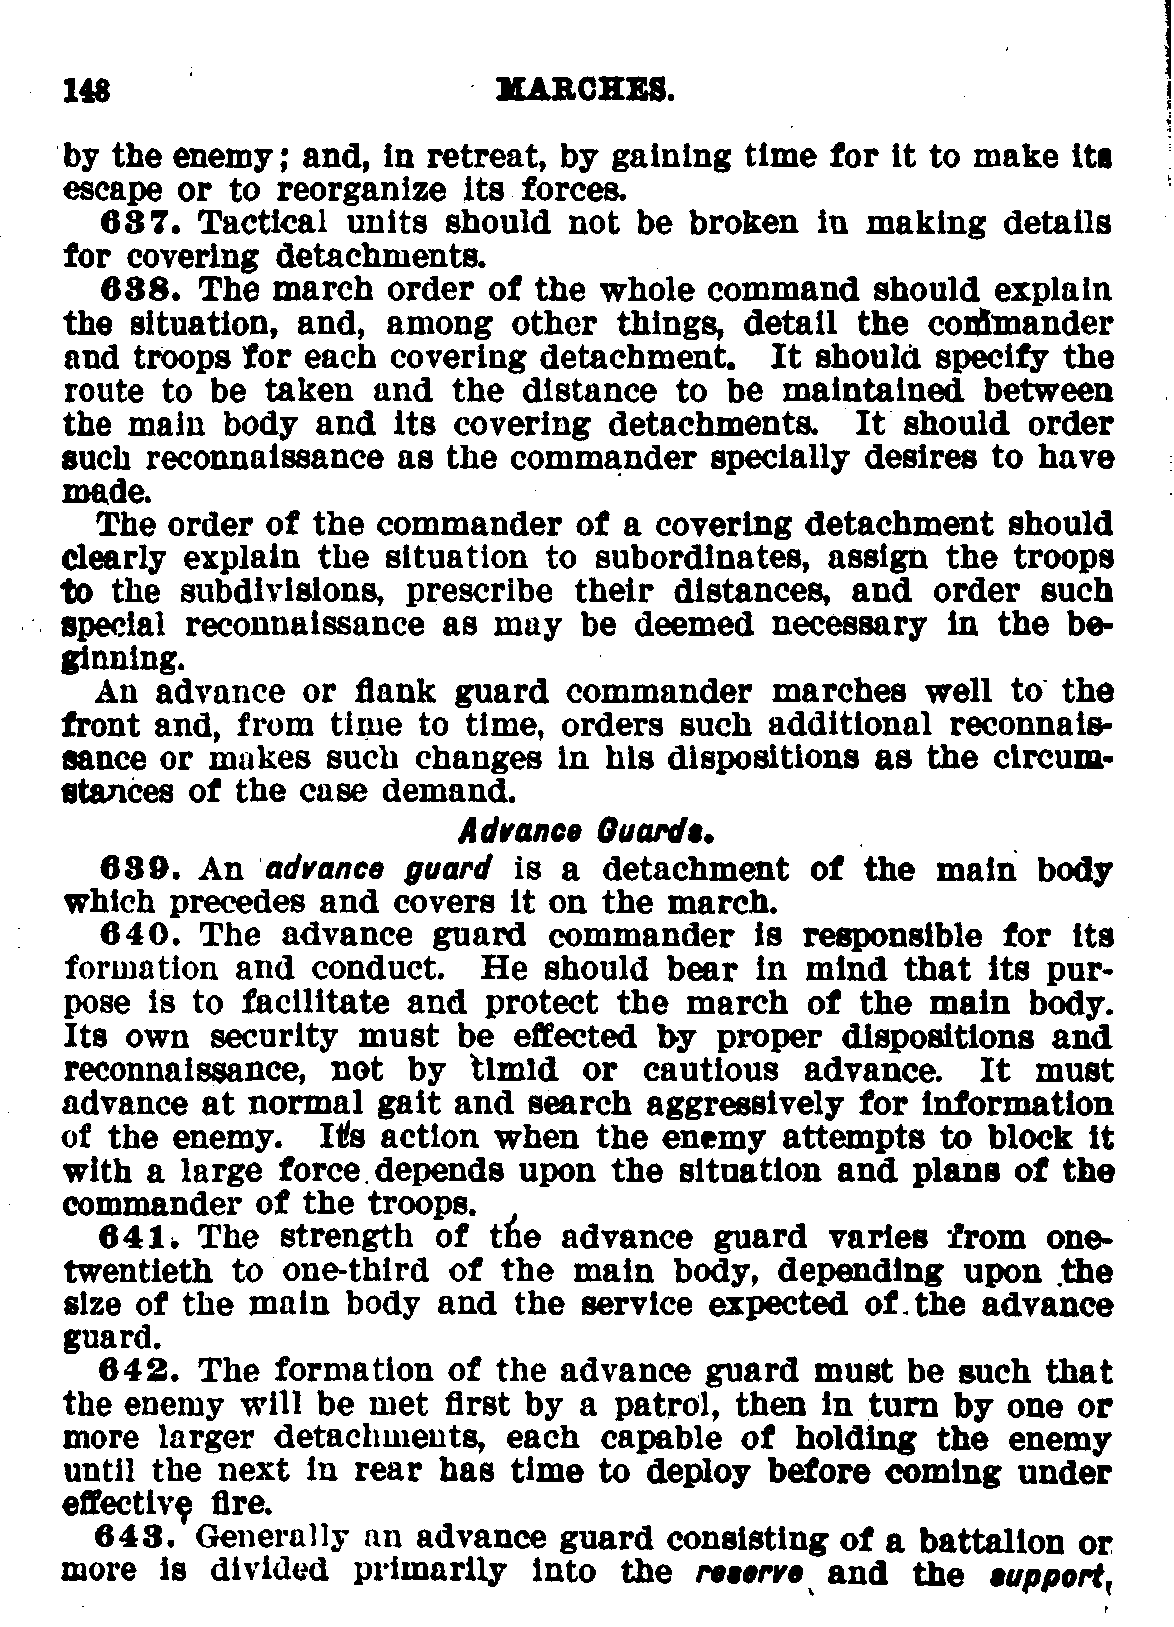 148 MARCHES.
by the enemy; and, in retreat, by gaining time for it to make its
escape or to reorganize its forces.
637. Tactical units should not be broken in making details
for covering detachments.
638. The march order of the whole command should explain
the situation, and, among other things, detail the commander
and troops for each covering detachment. It should specify the
route to be taken and the distance to be maintained between
the main body and its covering detachments. It should order
such reconnaissance as the commander specially desires to have
made.
The order of the commander of a covering detachment should
clearly explain the situation to subordinates, assign the troops
to the subdivisions, prescribe their distances, and order such
special reconnaissance as may be deemed necessary in the be-
ginning.
An advance or flank guard commander marches well to the
front and, from time to time, orders such additional reconnais-
sance or makes such changes in his dispositions as the circum-
stances of the case demand.
Advance Guards.
639. An advance guard is a detachment of the main body
which precedes and covers it on the march.
640. The advance guard commander is responsible for its
formation and conduct. He should bear in mind that its pur-
pose is to facilitate and protect the march of the main body.
Its own security must be effected by proper dispositions and
reconnaissance, not by timid or cautious advance. It must
advance at normal gait and search aggressively for information
of the enemy. Its action when the enemy attempts to block it
with a large force depends upon the situation and plans of the
commander of the troops.
641. The strength of the advance guard varies from one-
twentieth to one-third of the main body, depending upon the
size of the main body and the service expected of the advance
guard.
642. The formation of the advance guard must be such that
the enemy will be met first by a patrol, then in turn by one or
more larger detachments, each capable of holding the enemy
until the next in rear has time to deploy before coming under
effective fire.
643. Generally an advance guard consisting of a battalion or
more is divided primarily into the reserve and the support,